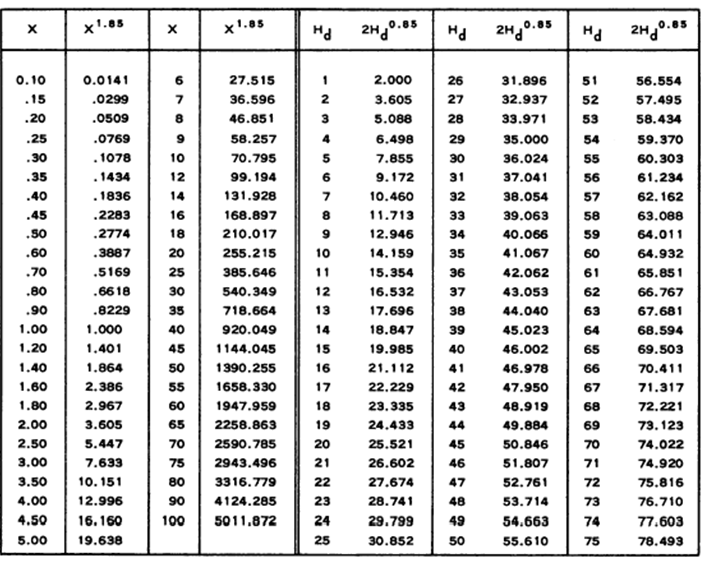 X X^1.85 X X^1.85 H_d 2H_d^0.85 H_d 2H_d^0.85 H_d 2H_d^0.85
0.10 0.0141 6 27.515 1 2.000 26 31.896 51 56.554
.15 .0299 7 36.596 2 3.605 27 32.937 52 57.495
.20 .0509 8 46.851 3 5.088 28 33.971 53 58.434
.25 .0769 9 58.257 4 6.498 29 35.000 54 59.370
.30 .1078 10 70.795 5 7.855 30 36.024 55 60.303
.35 .1434 12 99.194 6 9.172 31 37.041 56 61.234
.40 .1836 14 131.928 7 10.460 32 38.054 57 62.162
.45 .2283 16 168.897 8 11.713 33 39.063 58 63.088
.50 .2774 18 210.017 9 12.946 34 40.066 59 64.011
.60 .3887 20 255.215 10 14.159 35 41.067 60 64.932
.70 .5169 25 385.646 11 15.354 36 42.062 61 65.851
.80 .6618 30 540.349 12 16.532 37 43.053 62 66.767
.90 .8229 35 718.664 13 17.696 38 44.040 63 67.681
1.00 1.000 40 920.049 14 18.847 39 45.023 64 68.594
1.20 1.401 45 1144.045 15 19.985 40 46.002 65 69.503
1.40 1.864 50 1390.255 16 21.112 41 46.978 66 70.411
1.60 2.386 55 1658.330 17 22.229 42 47.950 67 71.317
1.80 2.967 60 1947.959 18 23.335 43 48.919 68 72.221
2.00 3.605 65 2258.863 19 24.433 44 49.884 69 73.123
2.50 5.447 70 2590.785 20 25.521 45 50.846 70 74.022
3.00 7.633 75 2943.496 21 26.602 46 51.807 71 74.920
3.50 10.151 80 3316.779 22 27.674 47 52.761 72 75.816
4.00 12.996 90 4124.285 23 28.741 48 53.714 73 76.710
4.50 16.160 100 5011.872 24 29.799 49 54.663 74 77.603
5.00 19.638 25 30.852 50 55.610 75 78.493